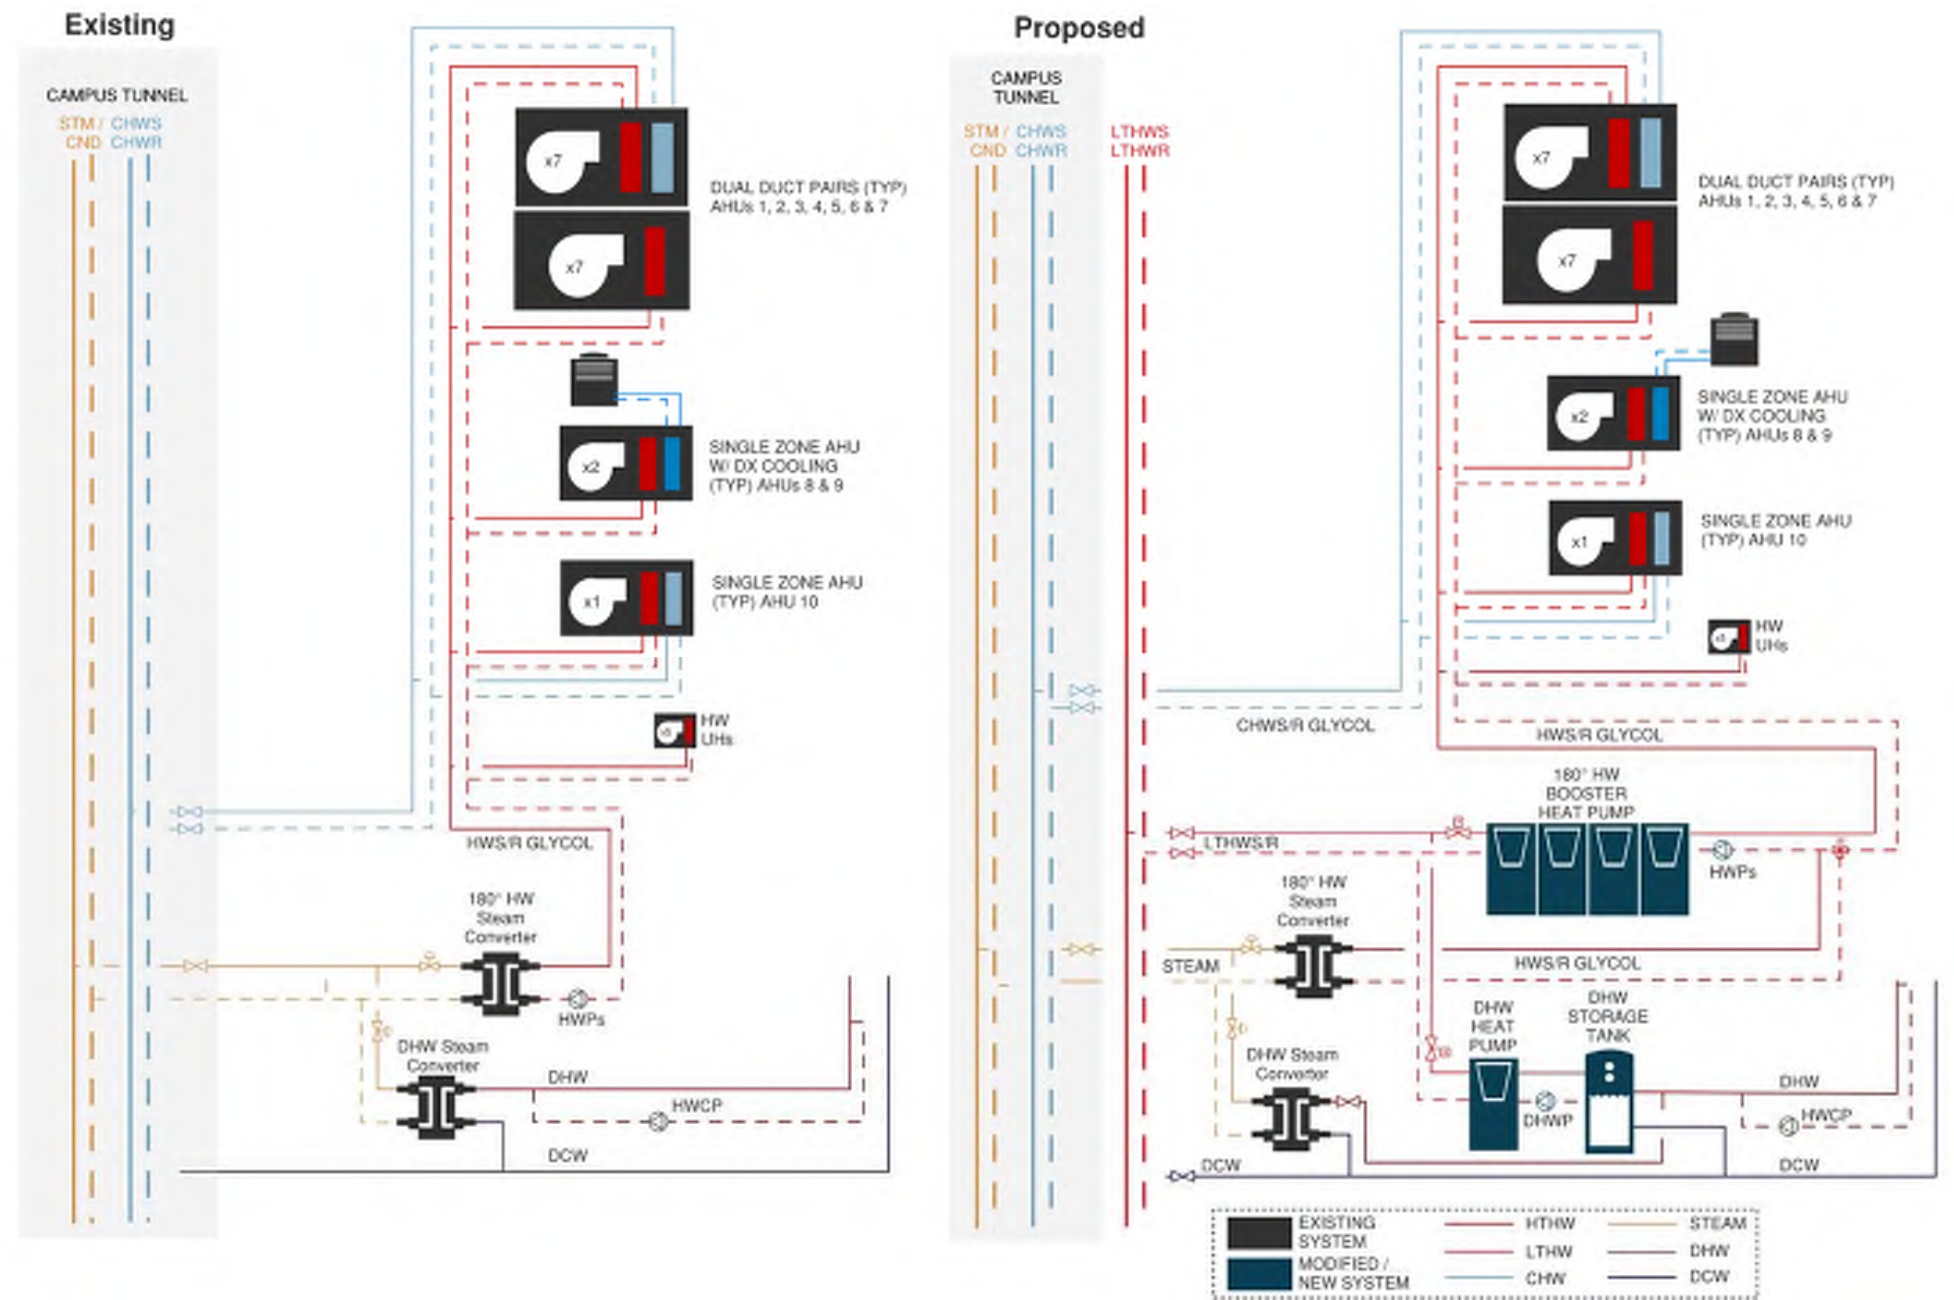 Existing
CAMPUS TUNNEL
STM / CHWS
CND CHWR
x7
x7
DUAL DUCT PAIRS (TYP)
AHUs 1, 2, 3, 4, 5, 6 & 7
x2
SINGLE ZONE AHU
W/ DX COOLING
(TYP) AHUs 8 & 9
x1
SINGLE ZONE AHU
(TYP) AHU 10
HW
UHs
HWS/R GLYCOL
180° HW
Steam
Converter
HWPs
DHW Steam
Converter
DHW
HWCP
DCW
Proposed
CAMPUS
TUNNEL
STM / CHWS
CND CHWR
LTHWS
LTHWR
x7
x7
DUAL DUCT PAIRS (TYP)
AHUs 1, 2, 3, 4, 5, 6 & 7
x2
SINGLE ZONE AHU
W/ DX COOLING
(TYP) AHUs 8 & 9
x1
SINGLE ZONE AHU
(TYP) AHU 10
HW
UHs
CHWS/R GLYCOL
HWS/R GLYCOL
180° HW
BOOSTER
HEAT PUMP
LTHWS/R
HWPs
180° HW
Steam
Converter
STEAM
HWS/R GLYCOL
DHW
HEAT
PUMP
DHW
STORAGE
TANK
DHW Steam
Converter
DHWP
DHW
HWCP
DCW
DCW
EXISTING
SYSTEM
MODIFIED /
NEW SYSTEM
HTHW
LTHW
CHW
STEAM
DHW
DCW